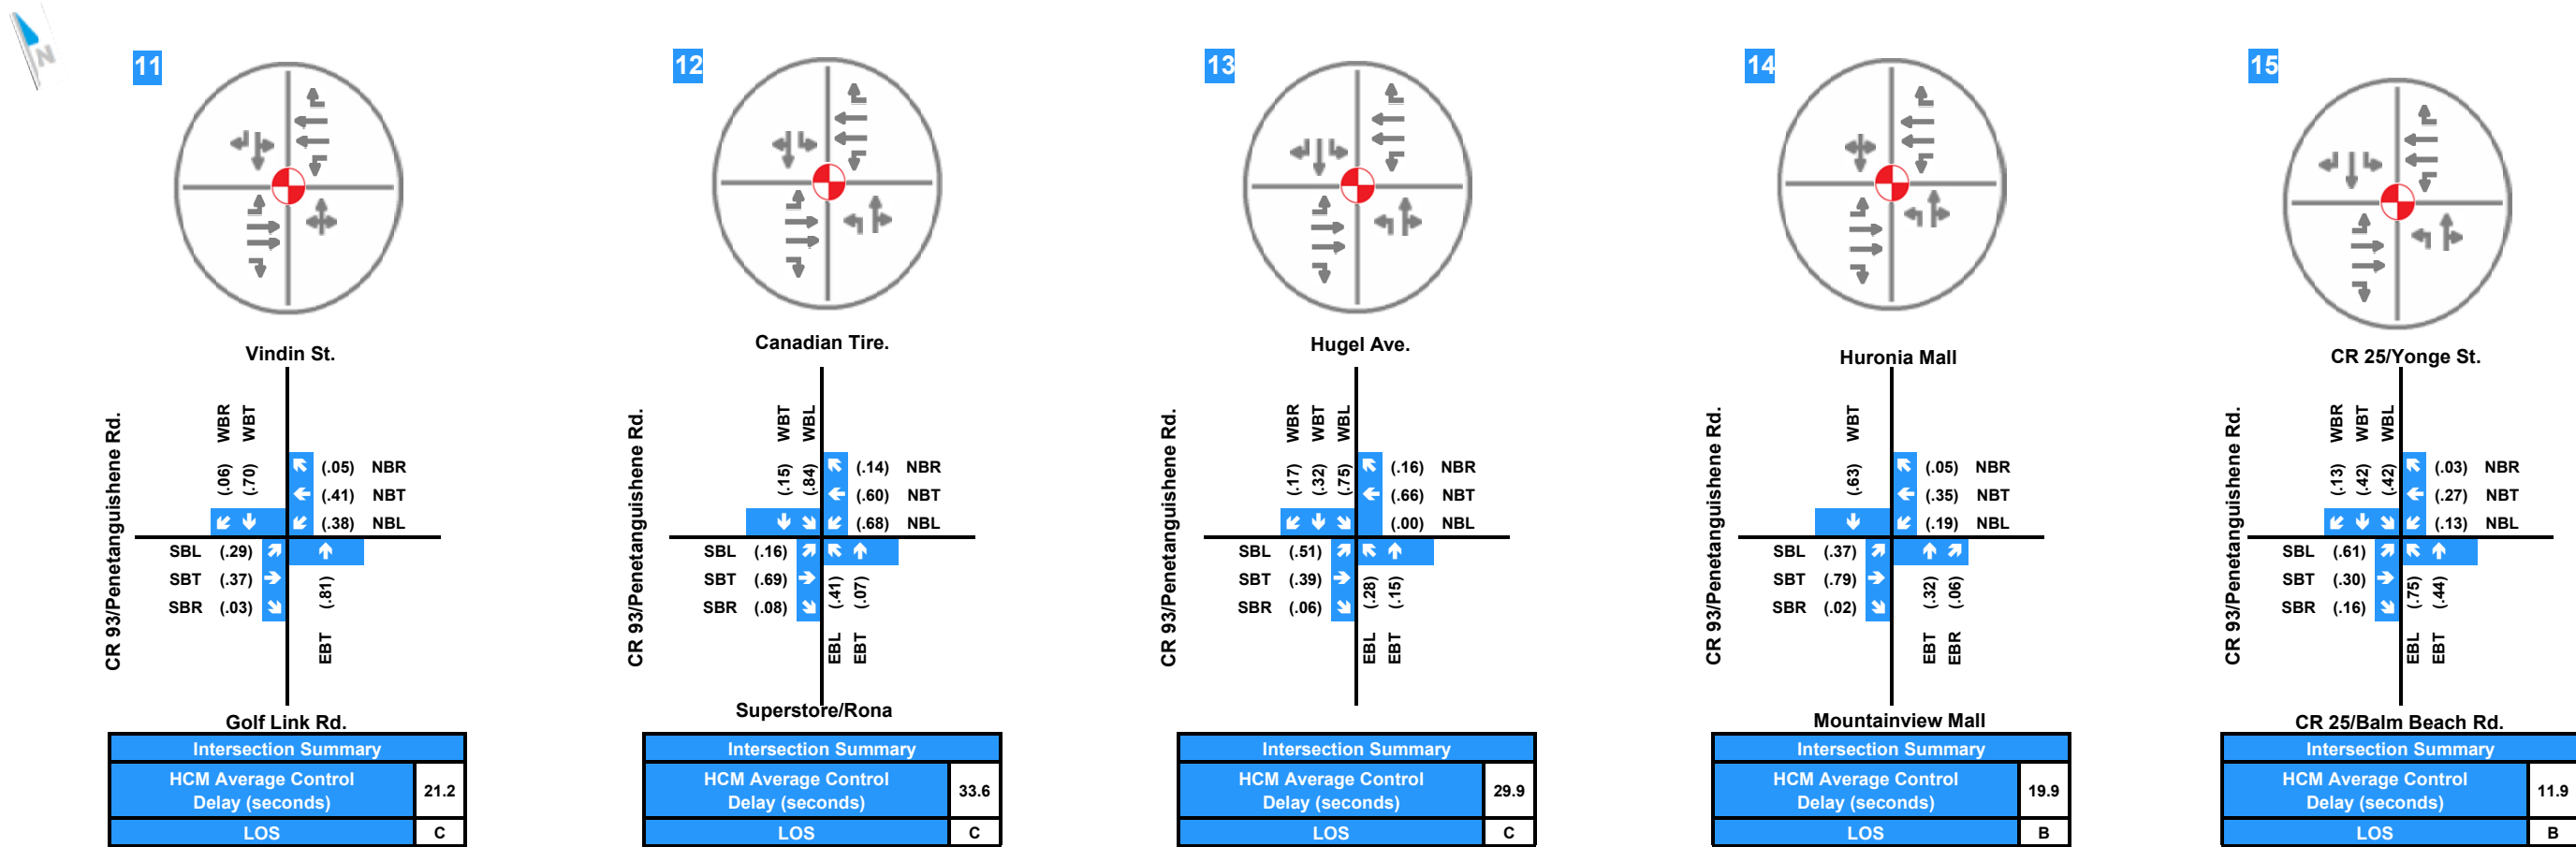 N
11
Vindin St.
CR 93/Penetanguishene Rd.
WBR
WBT
(.06)
(.70)
(.05) NBR
(.41) NBT
(.38) NBL
SBL (.29)
SBT (.37)
SBR (.03)
(.81)
EBT
Golf Link Rd.
Intersection Summary
HCM Average Control
Delay (seconds)
21.2
LOS
C
12
Canadian Tire.
CR 93/Penetanguishene Rd.
WBT
WBL
(.15)
(.84)
(.14) NBR
(.60) NBT
(.68) NBL
SBL (.16)
SBT (.69)
SBR (.08)
(.41)
(.07)
EBL
EBT
Superstore/Rona
Intersection Summary
HCM Average Control
Delay (seconds)
33.6
LOS
C
13
Hugel Ave.
CR 93/Penetanguishene Rd.
WBR
WBT
WBL
(.17)
(.32)
(.75)
(.16) NBR
(.66) NBT
(.00) NBL
SBL (.51)
SBT (.39)
SBR (.06)
(.28)
(.15)
EBL
EBT
Intersection Summary
HCM Average Control
Delay (seconds)
29.9
LOS
C
14
Huronia Mall
CR 93/Penetanguishene Rd.
WBT
(.63)
(.05) NBR
(.35) NBT
(.19) NBL
SBL (.37)
SBT (.79)
SBR (.02)
(.32)
(.06)
EBT
EBR
Mountainview Mall
Intersection Summary
HCM Average Control
Delay (seconds)
19.9
LOS
B
15
CR 25/Yonge St.
CR 93/Penetanguishene Rd.
WBR
WBT
WBL
(.13)
(.42)
(.42)
(.03) NBR
(.27) NBT
(.13) NBL
SBL (.61)
SBT (.30)
SBR (.16)
(.75)
(.44)
EBL
EBT
CR 25/Balm Beach Rd.
Intersection Summary
HCM Average Control
Delay (seconds)
11.9
LOS
B